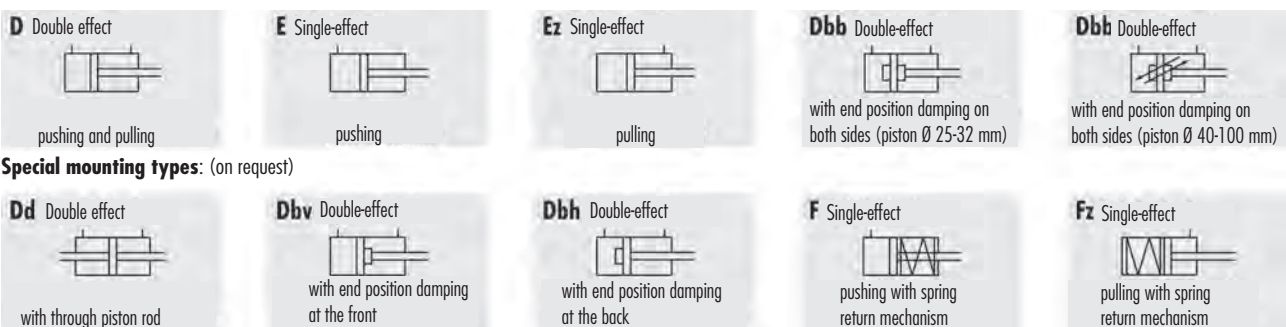 D Double effect
pushing and pulling
E Single-effect
pushing
Ez Single-effect
pulling
Dbb Double-effect
with end position damping on
both sides (piston Ø 25-32 mm)
Dbb Double-effect
with end position damping on
both sides (piston Ø 40-100 mm)
Special mounting types: (on request)
Dd Double effect
with through piston rod
Dbv Double-effect
with end position damping
at the front
Dbh Double-effect
with end position damping
at the back
F Single-effect
pushing with spring
return mechanism
Fz Single-effect
pulling with spring
return mechanism